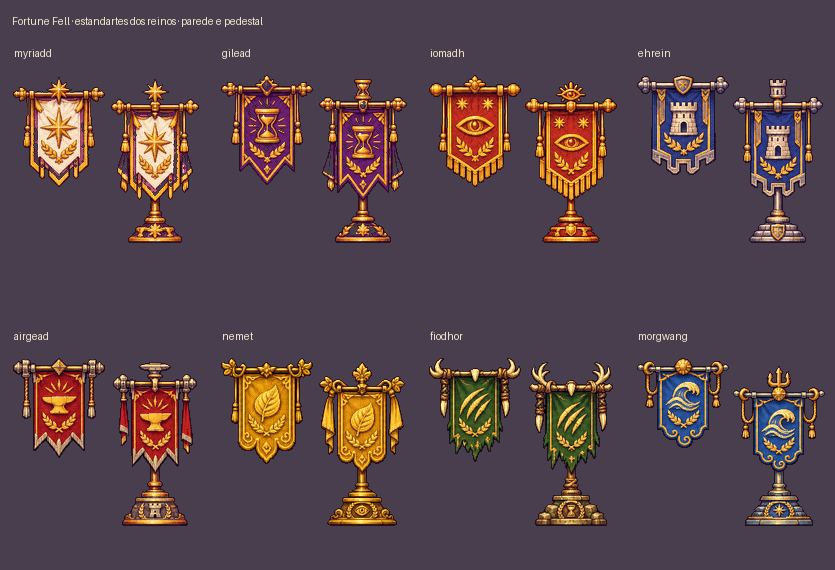 Fortune Fell · estandartes dos reinos · parede e pedestal
myriadd
gilead
iomadh
ehrein
airgead
nemet
fiodhor
morgwang